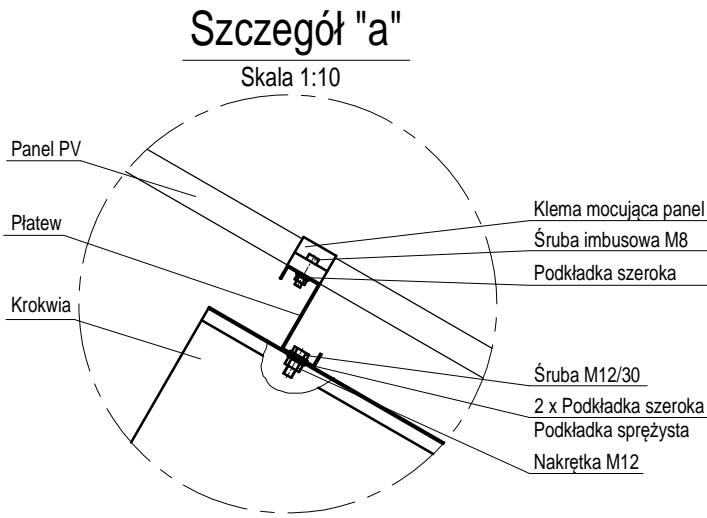 Szczegół "a"
Skala 1:10
Panel PV
Płatew
Krokwia
Klema mocująca panel
Śruba imbusowa M8
Podkładka szeroka
Śruba M12/30
2 x Podkładka szeroka
Podkładka sprężysta
Nakrętka M12